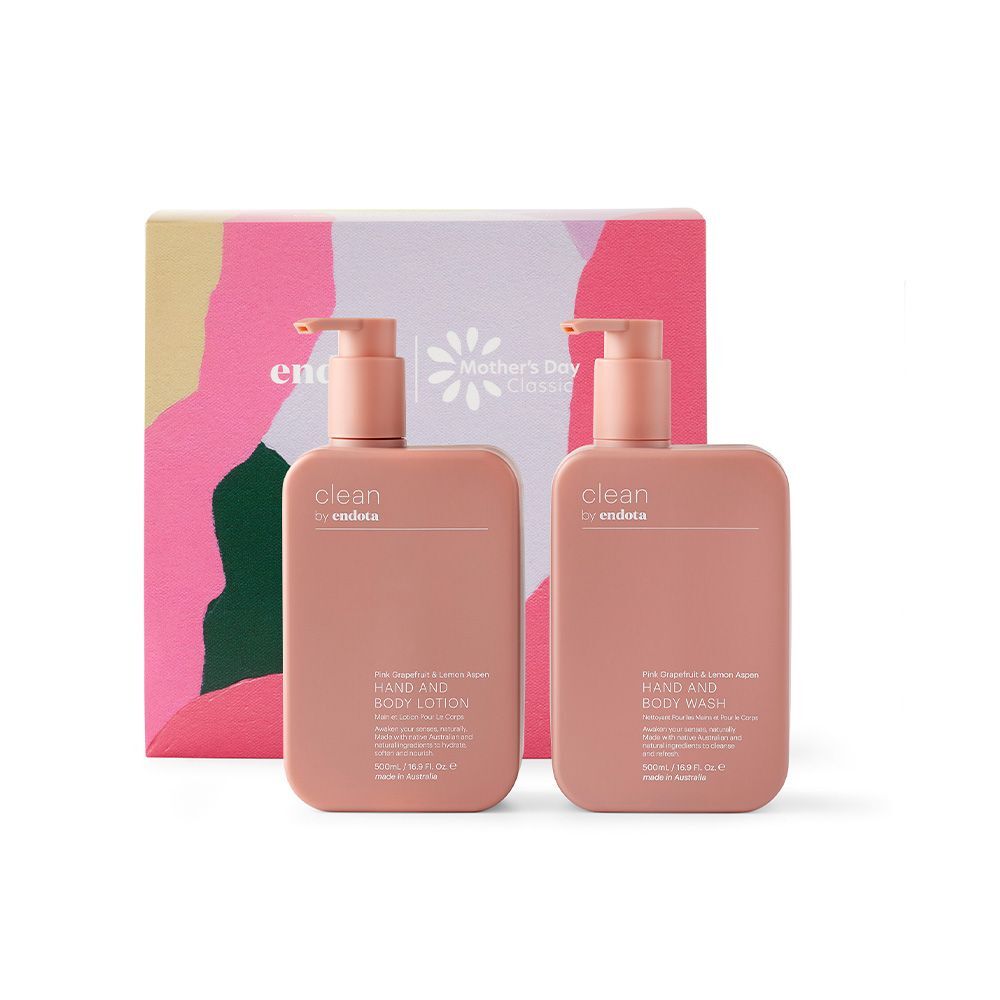 end
Mother's Day
Classic
clean
by endota
Pink Grapefruit & Lemon Aspen
HAND AND
BODY LOTION
Main et Lotion Pour Le Corps
Awaken your senses, naturally.
Made with native Australian and
natural ingredients to hydrate,
soften and nourish.
500mL / 16.9 Fl. Oz. ℮
made in Australia
clean
by endota
Pink Grapefruit & Lemon Aspen
HAND AND
BODY WASH
Nettoyant Pour les Mains et Pour le Corps
Awaken your senses, naturally.
Made with native Australian and
natural ingredients to cleanse
and refresh.
500mL / 16.9 Fl. Oz. ℮
made in Australia